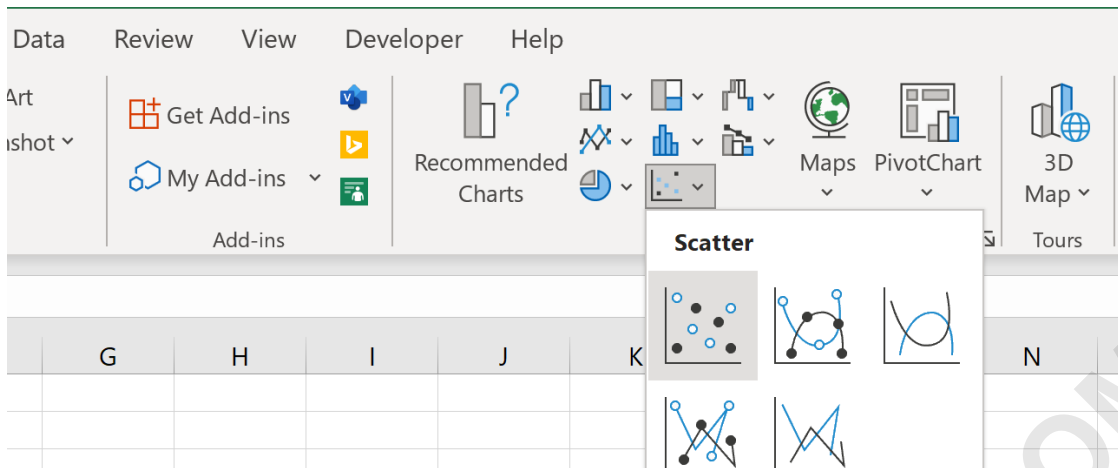 Data Review View Developer Help
Art
Get Add-ins
nshot
My Add-ins
Recommended
Charts
Maps
PivotChart
3D
Map
Add-ins
Tours
Scatter
G H I J K N